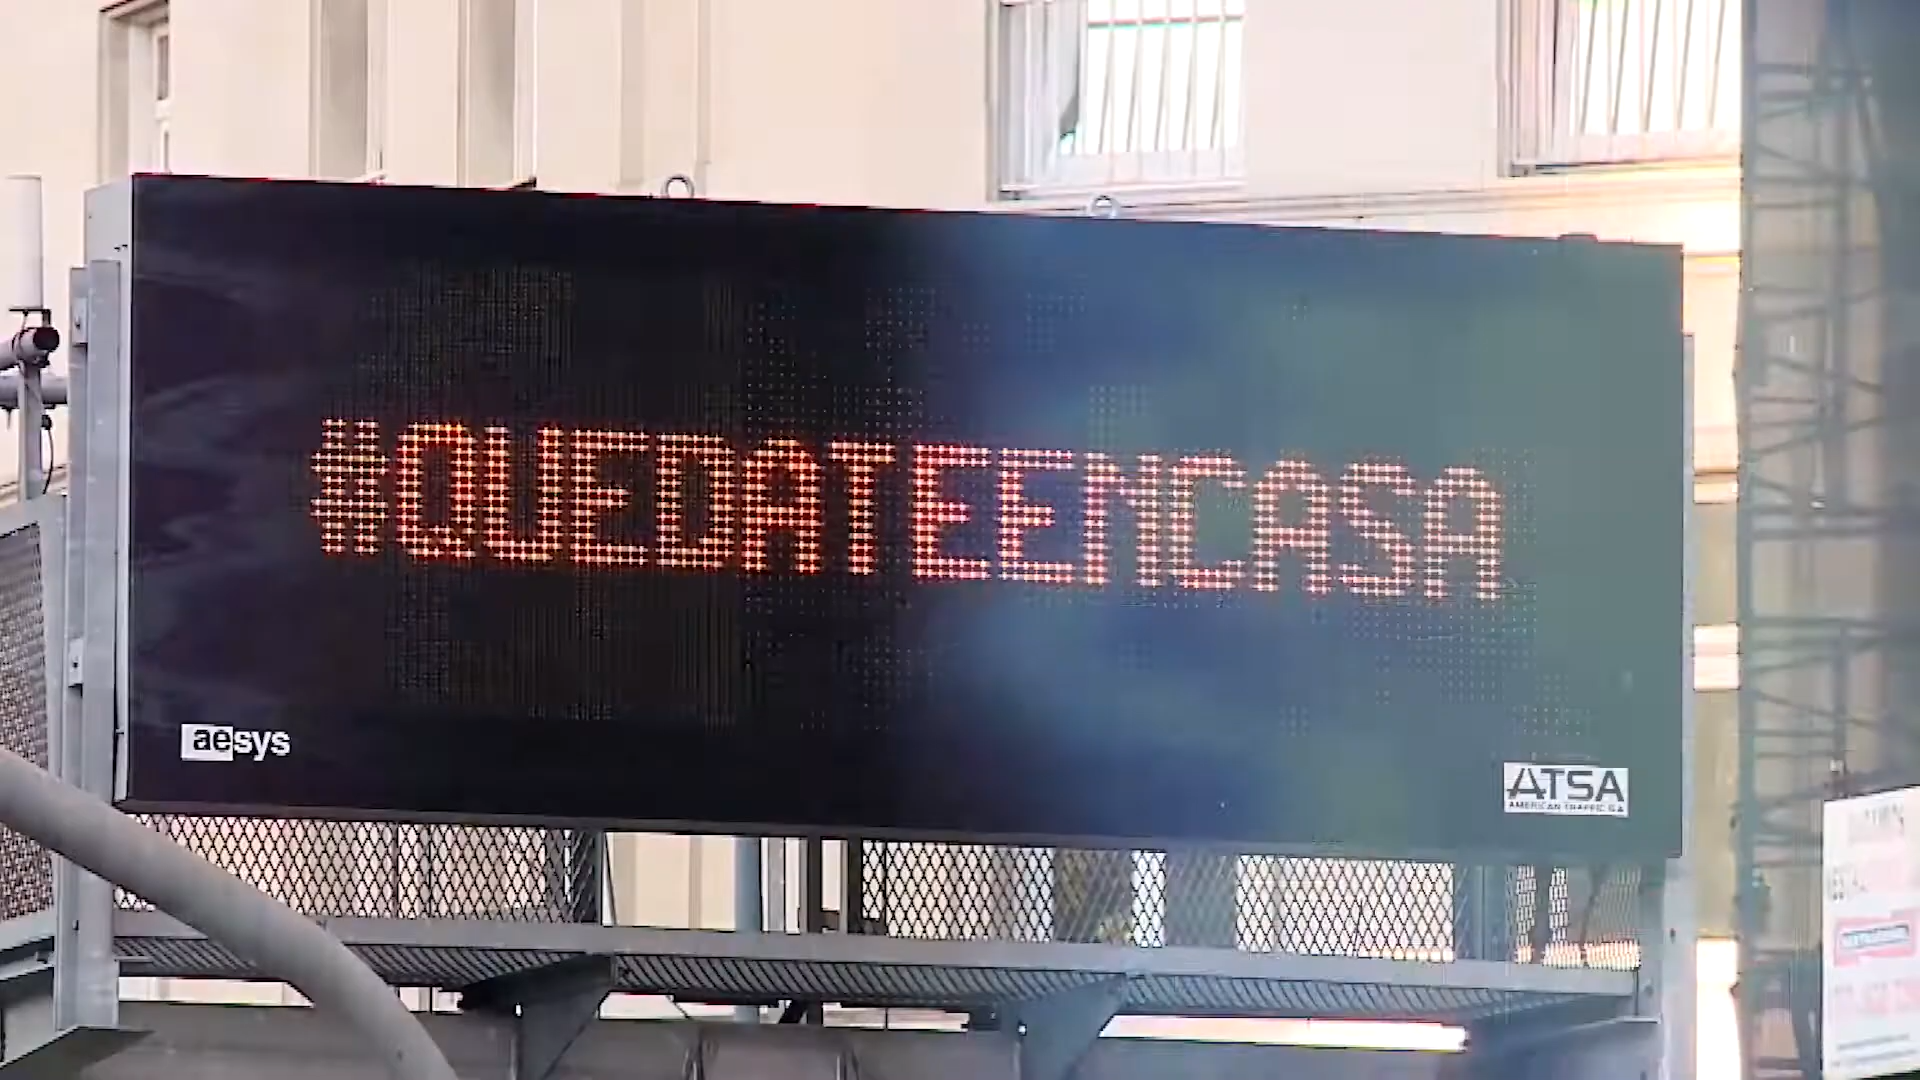 #QUEDATEENCASA
aesys
ATSA
AMERICAN TRAFFIC S.A.